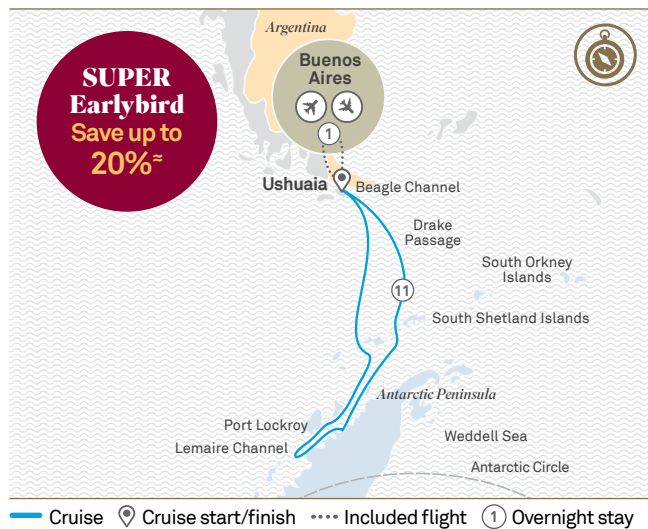 Argentina
SUPER
Earlybird
Save up to
20%≈
Buenos
Aires
1
Ushuaia
Beagle Channel
Drake
Passage
South Orkney
Islands
11
South Shetland Islands
Antarctic Peninsula
Port Lockroy
Weddell Sea
Lemaire Channel
Antarctic Circle
Cruise
Cruise start/finish
Included flight
1 Overnight stay